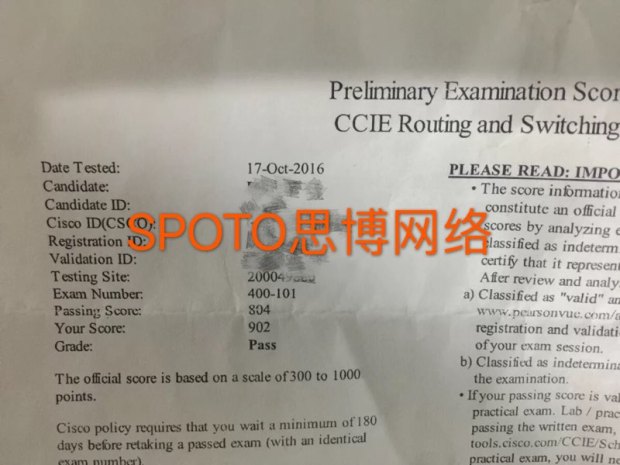 Preliminary Examination Scor
CCIE Routing and Switching
Date Tested: 17-Oct-2016
Candidate:
Candidate ID:
Cisco ID(CSCO):
Registration ID:
Validation ID:
Testing Site:
Exam Number: 400-101
Passing Score: 804
Your Score: 902
Grade: Pass
The official score is based on a scale of 300 to 1000
points.
Cisco policy requires that you wait a minimum of 180
days before retaking a passed exam (with an identical
exam number)
SPOTO思博网络
PLEASE READ: IMPO
• The score information
constitute an official
scores by analyzing e
classified as indeterm
certify that it represent
After review and analy
a) Classified as "valid" an
www.pearsonvue.com/a
registration and validati
of your exam session.
b) Classified as indetermina
the examination.
• If your passing score is val
practical exam. Lab / prac
passing the written exam,
tools.cisco.com/CCIE/Sch
practical exam, you will ne